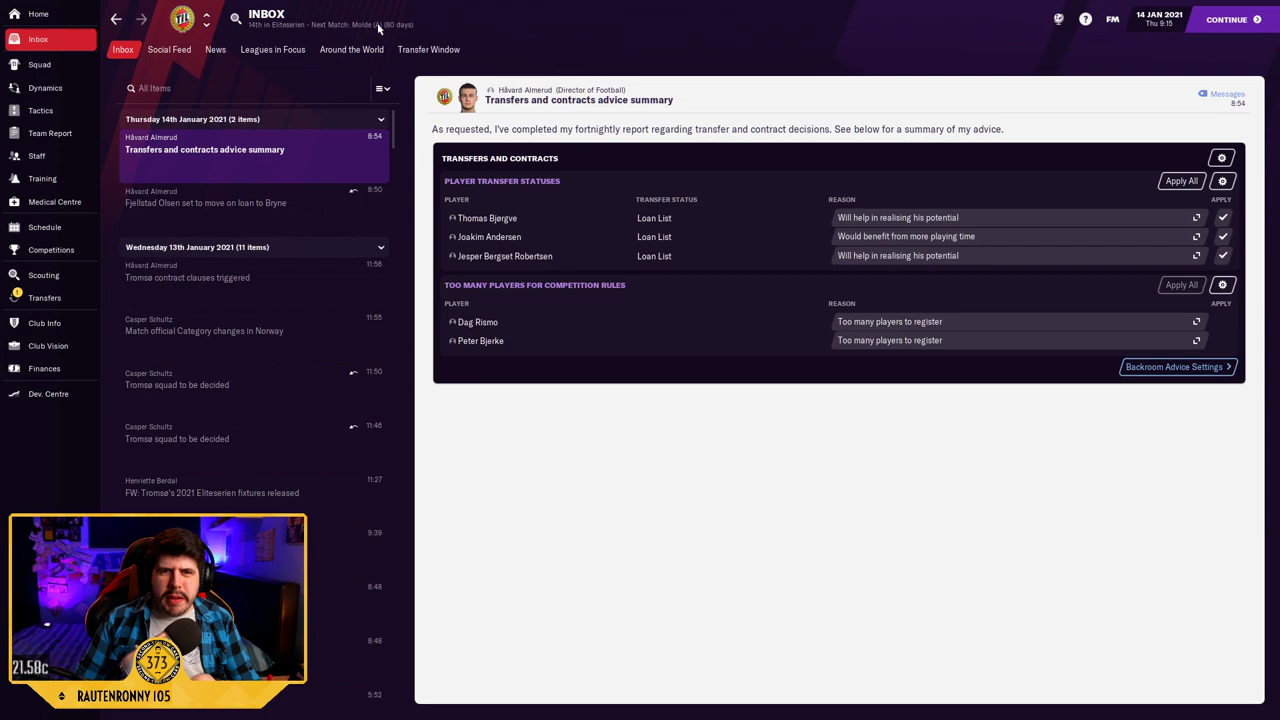 Home
Inbox
Squad
Dynamics
Tactics
Team Report
Staff
Training
Medical Centre
Schedule
Competitions
Scouting
1
Transfers
Club Info
Club Vision
Finances
Dev. Centre
TIL
INBOX
14th in Eliteserien - Next Match: Molde (A) (80 days)
FM
14 JAN 2021
Thu 9:15
CONTINUE
Inbox
Social Feed
News
Leagues in Focus
Around the World
Transfer Window
All Items
Thursday 14th January 2021 (2 items)
Håvard Almerud
8:54
Transfers and contracts advice summary
Håvard Almerud
8:50
Fjellstad Olsen set to move on loan to Bryne
Wednesday 13th January 2021 (11 items)
Håvard Almerud
11:56
Tromsø contract clauses triggered
Casper Schultz
11:55
Match official Category changes in Norway
Casper Schultz
11:50
Tromsø squad to be decided
Casper Schultz
11:46
Tromsø squad to be decided
Henriette Berdal
11:27
FW: Tromsø's 2021 Eliteserien fixtures released
9:39
8:48
8:48
5:52
Håvard Almerud (Director of Football)
Transfers and contracts advice summary
Messages
8:54
As requested, I've completed my fortnightly report regarding transfer and contract decisions. See below for a summary of my advice.
TRANSFERS AND CONTRACTS
PLAYER TRANSFER STATUSES
Apply All
PLAYER
TRANSFER STATUS
REASON
APPLY
Thomas Bjørgve
Loan List
Will help in realising his potential
Joakim Andersen
Loan List
Would benefit from more playing time
Jesper Bergset Robertsen
Loan List
Will help in realising his potential
TOO MANY PLAYERS FOR COMPETITION RULES
Apply All
PLAYER
REASON
APPLY
Dag Rismo
Too many players to register
Peter Bjerke
Too many players to register
Backroom Advice Settings
21.58c
373
RAUTENRONNY105